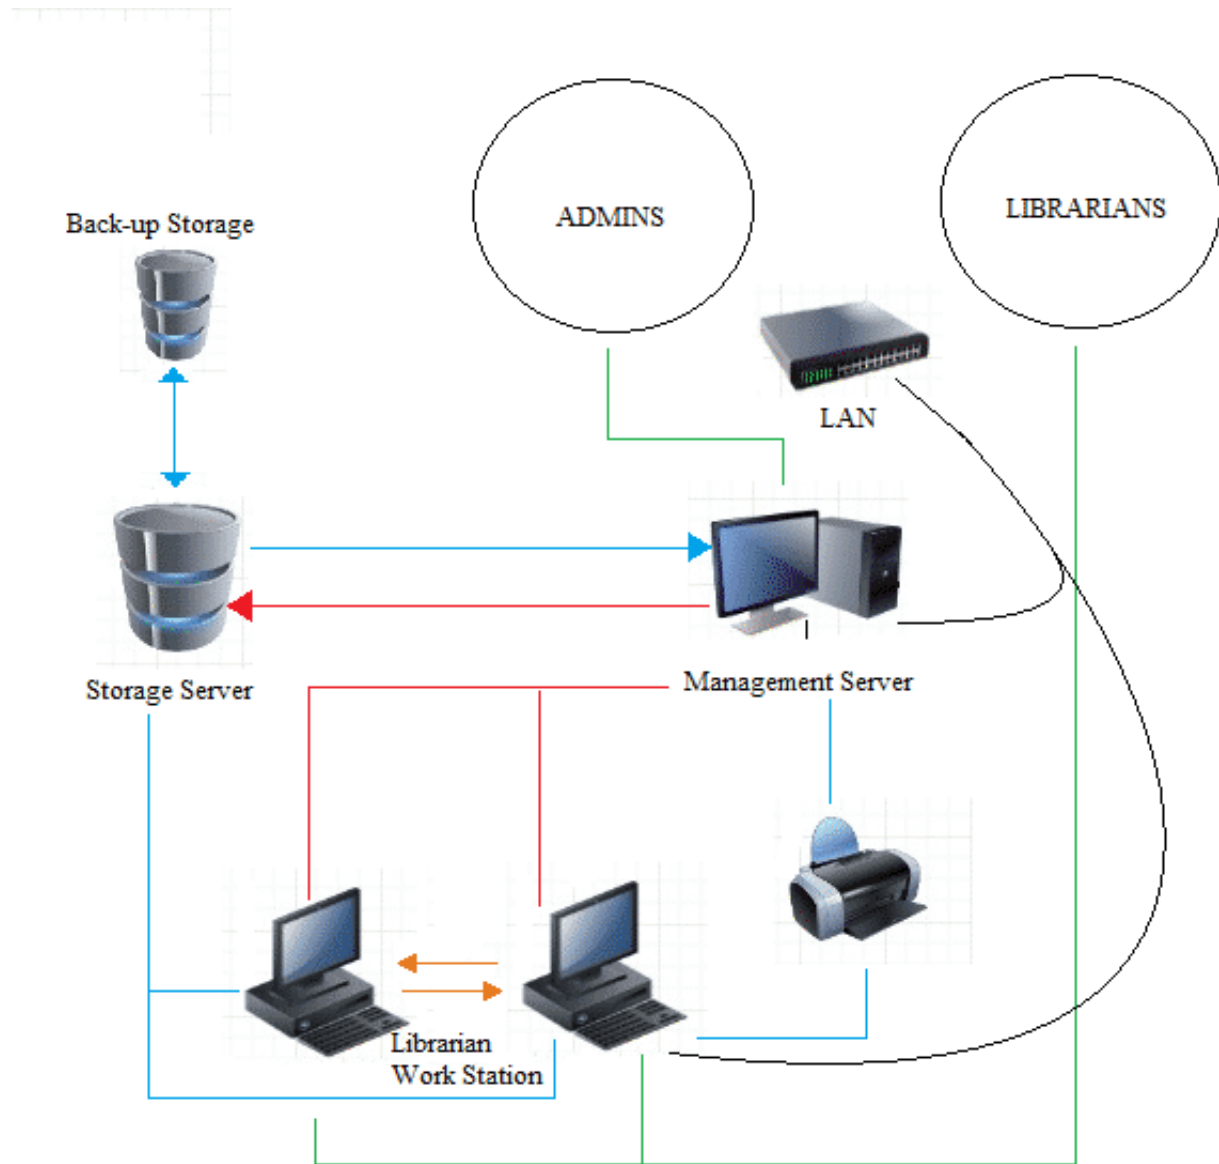 ADMINS
LIBRARIANS
Back-up Storage
LAN
Storage Server
Management Server
Librarian
Work Station